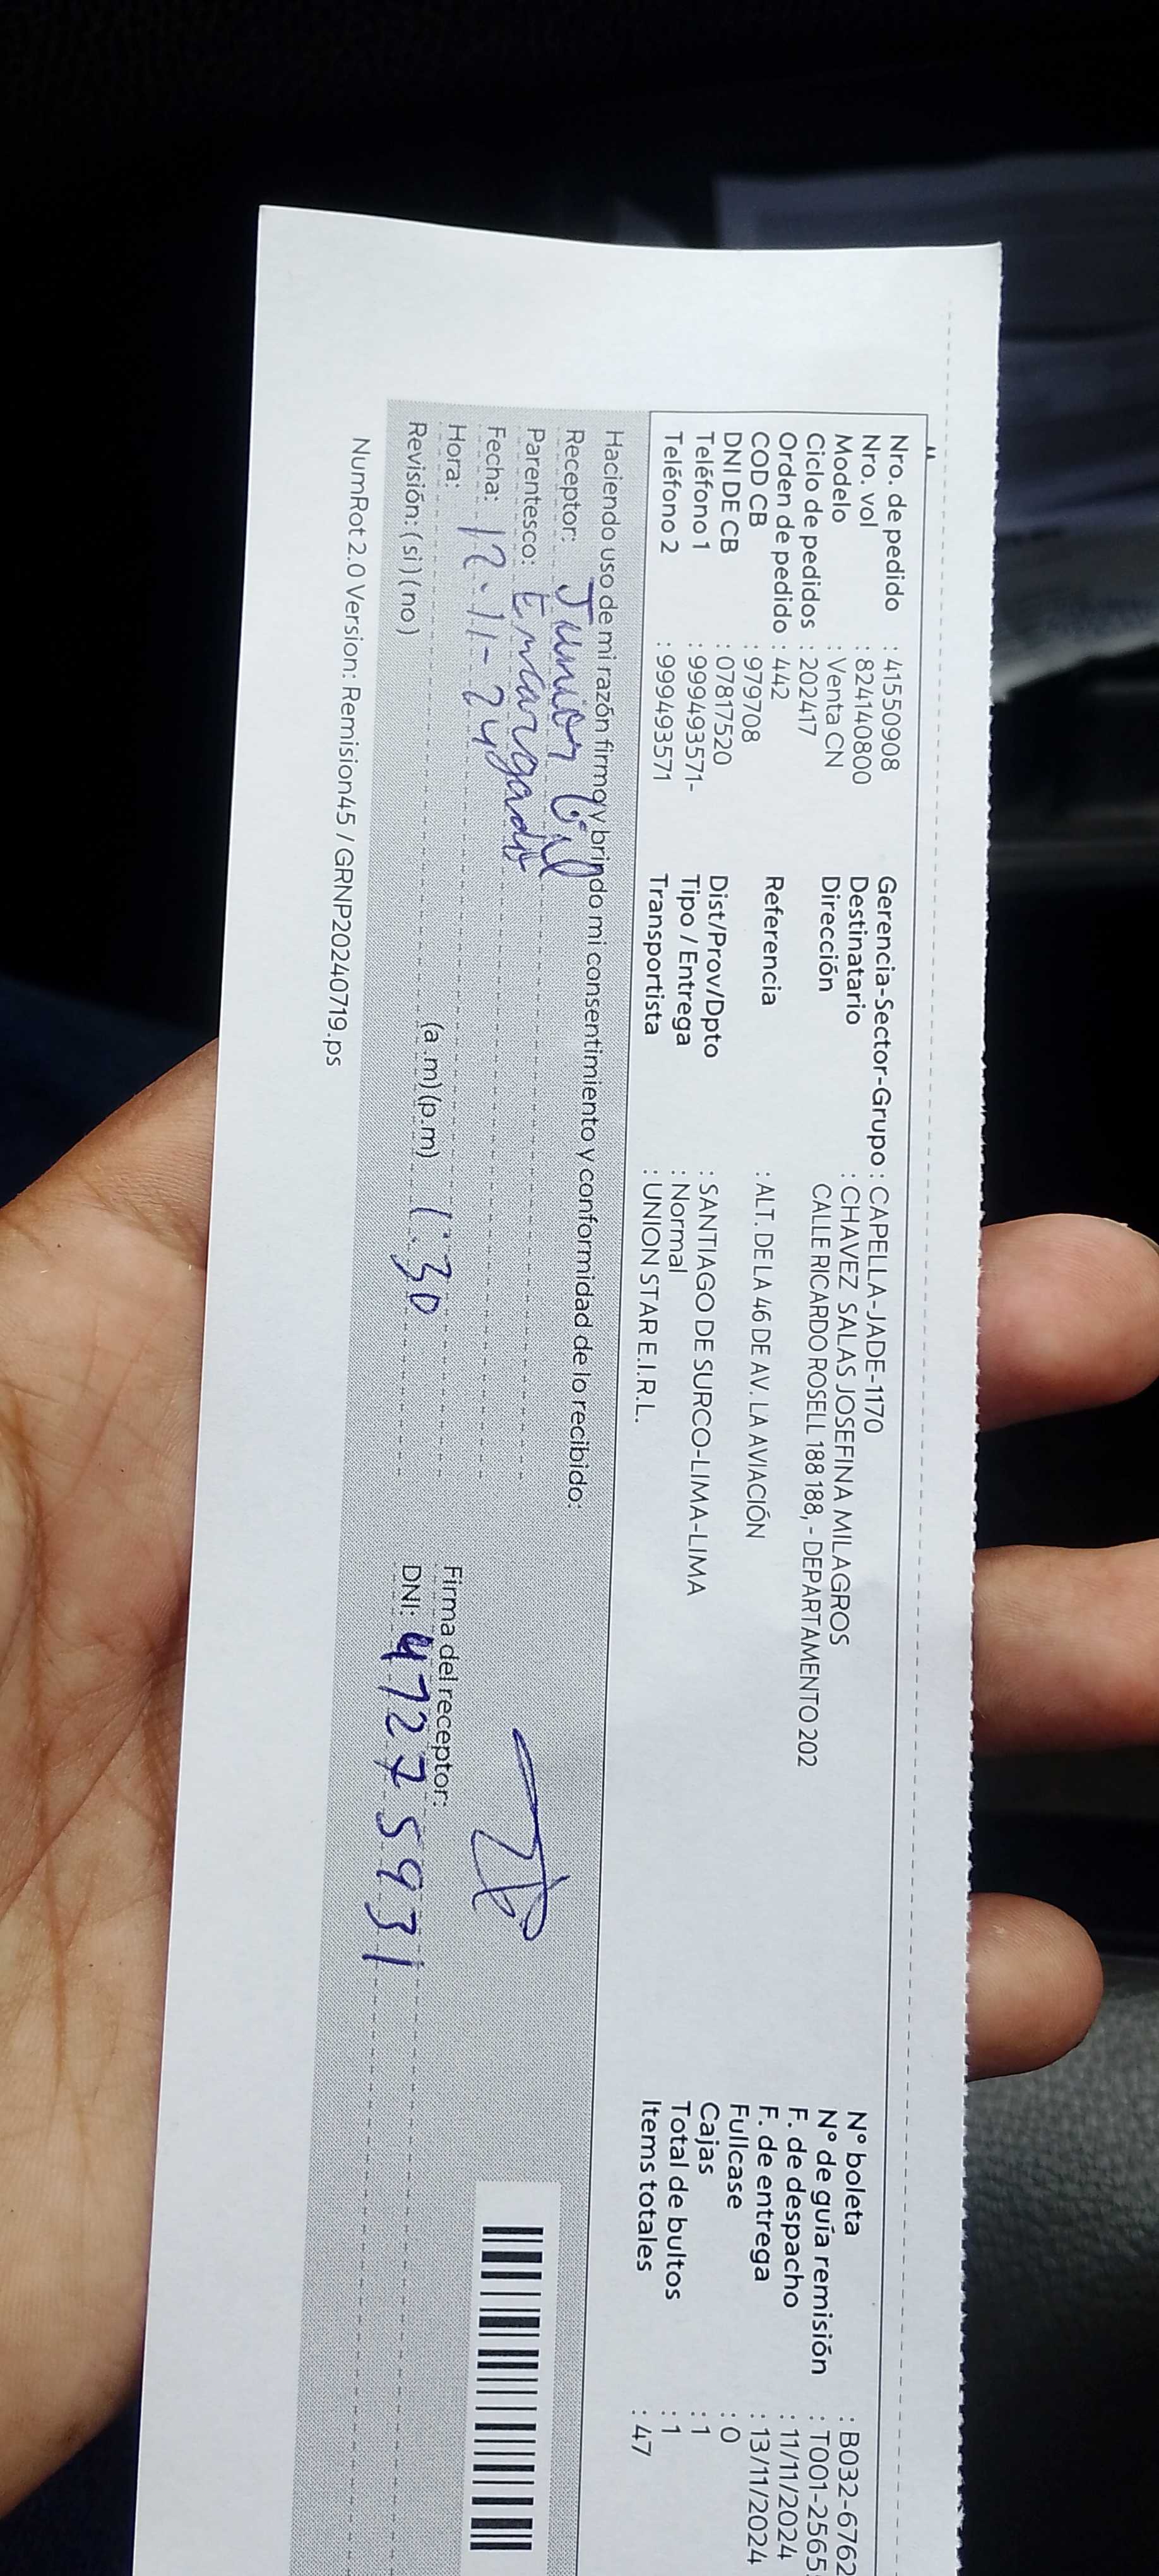 Nro. de pedido : 41550908
Nro. vol : 824140800
Modelo : Venta CN
Ciclo de pedidos : 202417
Orden de pedido : 442
COD CB : 979708
DNI DE CB : 07817520
Teléfono 1 : 999493571-
Teléfono 2 : 999493571
Gerencia-Sector-Grupo : CAPELLA-JADE-1170
Destinatario : CHAVEZ SALAS JOSEFINA MILAGROS
Dirección CALLE RICARDO ROSELL 188 188, - DEPARTAMENTO 202
Referencia : ALT. DE LA 46 DE AV. LA AVIACIÓN
Dist/Prov/Dpto : SANTIAGO DE SURCO-LIMA-LIMA
Tipo / Entrega : Normal
Transportista : UNION STAR E.I.R.L.
N° boleta : B032-6762
N° de guía remisión : T001-2565
F. de despacho : 11/11/2024
F. de entrega : 13/11/2024
Fullcase : 0
Cajas : 1
Total de bultos : 1
Items totales : 47
Haciendo uso de mi razón firmo y brindo mi consentimiento y conformidad de lo recibido:
Receptor: Junior Gil
Parentesco: Encargado
Fecha: 12-11-24
Hora: (a.m) (p.m) 1:30
Revisión: (si) (no)
Firma del receptor:
DNI: 47275931
NumRot 2.0 Version: Remision45 / GRNP20240719.ps